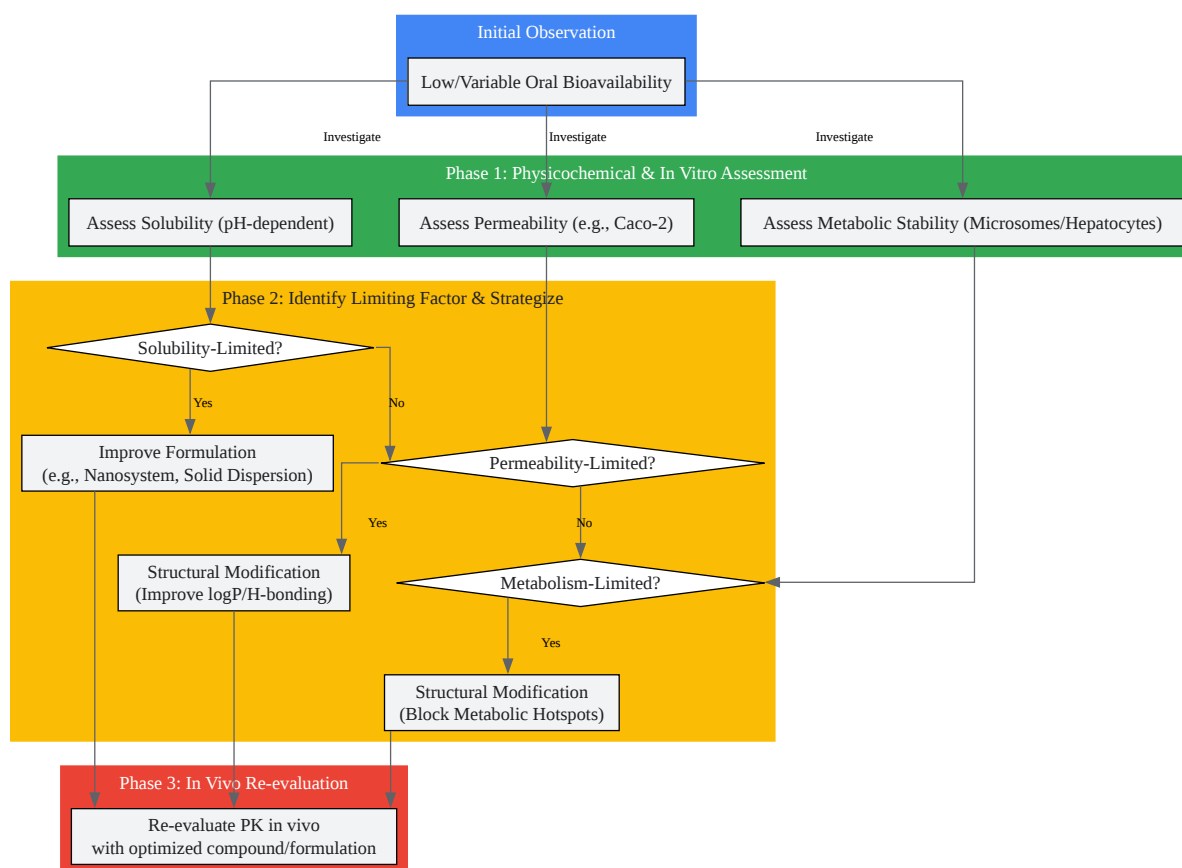 Initial Observation
Low/Variable Oral Bioavailability
Investigate
Investigate
Investigate
Phase 1: Physicochemical & In Vitro Assessment
Assess Solubility (pH-dependent)
Assess Permeability (e.g., Caco-2)
Assess Metabolic Stability (Microsomes/Hepatocytes)
Phase 2: Identify Limiting Factor & Strategize
Solubility-Limited?
Yes
No
Improve Formulation
(e.g., Nanosystem, Solid Dispersion)
Permeability-Limited?
Yes
No
Structural Modification
(Improve logP/H-bonding)
Metabolism-Limited?
Yes
Structural Modification
(Block Metabolic Hotspots)
Phase 3: In Vivo Re-evaluation
Re-evaluate PK in vivo
with optimized compound/formulation